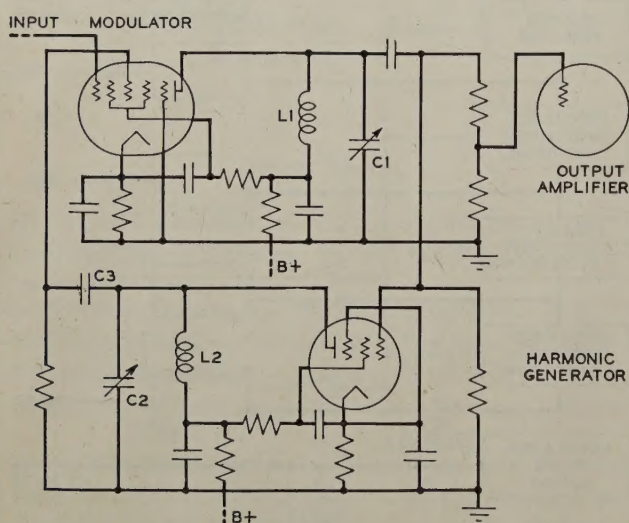 INPUT MODULATOR
L1
C1
OUTPUT
AMPLIFIER
B+
C3
C2
L2
HARMONIC
GENERATOR
B+